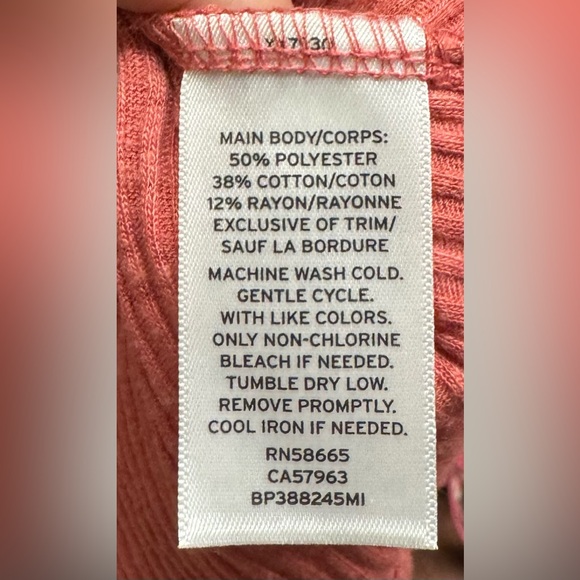 MAIN BODY/CORPS:
50% POLYESTER
38% COTTON/COTON
12% RAYON/RAYONNE
EXCLUSIVE OF TRIM/
SAUF LA BORDURE
MACHINE WASH COLD.
GENTLE CYCLE.
WITH LIKE COLORS.
ONLY NON-CHLORINE
BLEACH IF NEEDED.
TUMBLE DRY LOW.
REMOVE PROMPTLY.
COOL IRON IF NEEDED.
RN58665
CA57963
BP388245MI